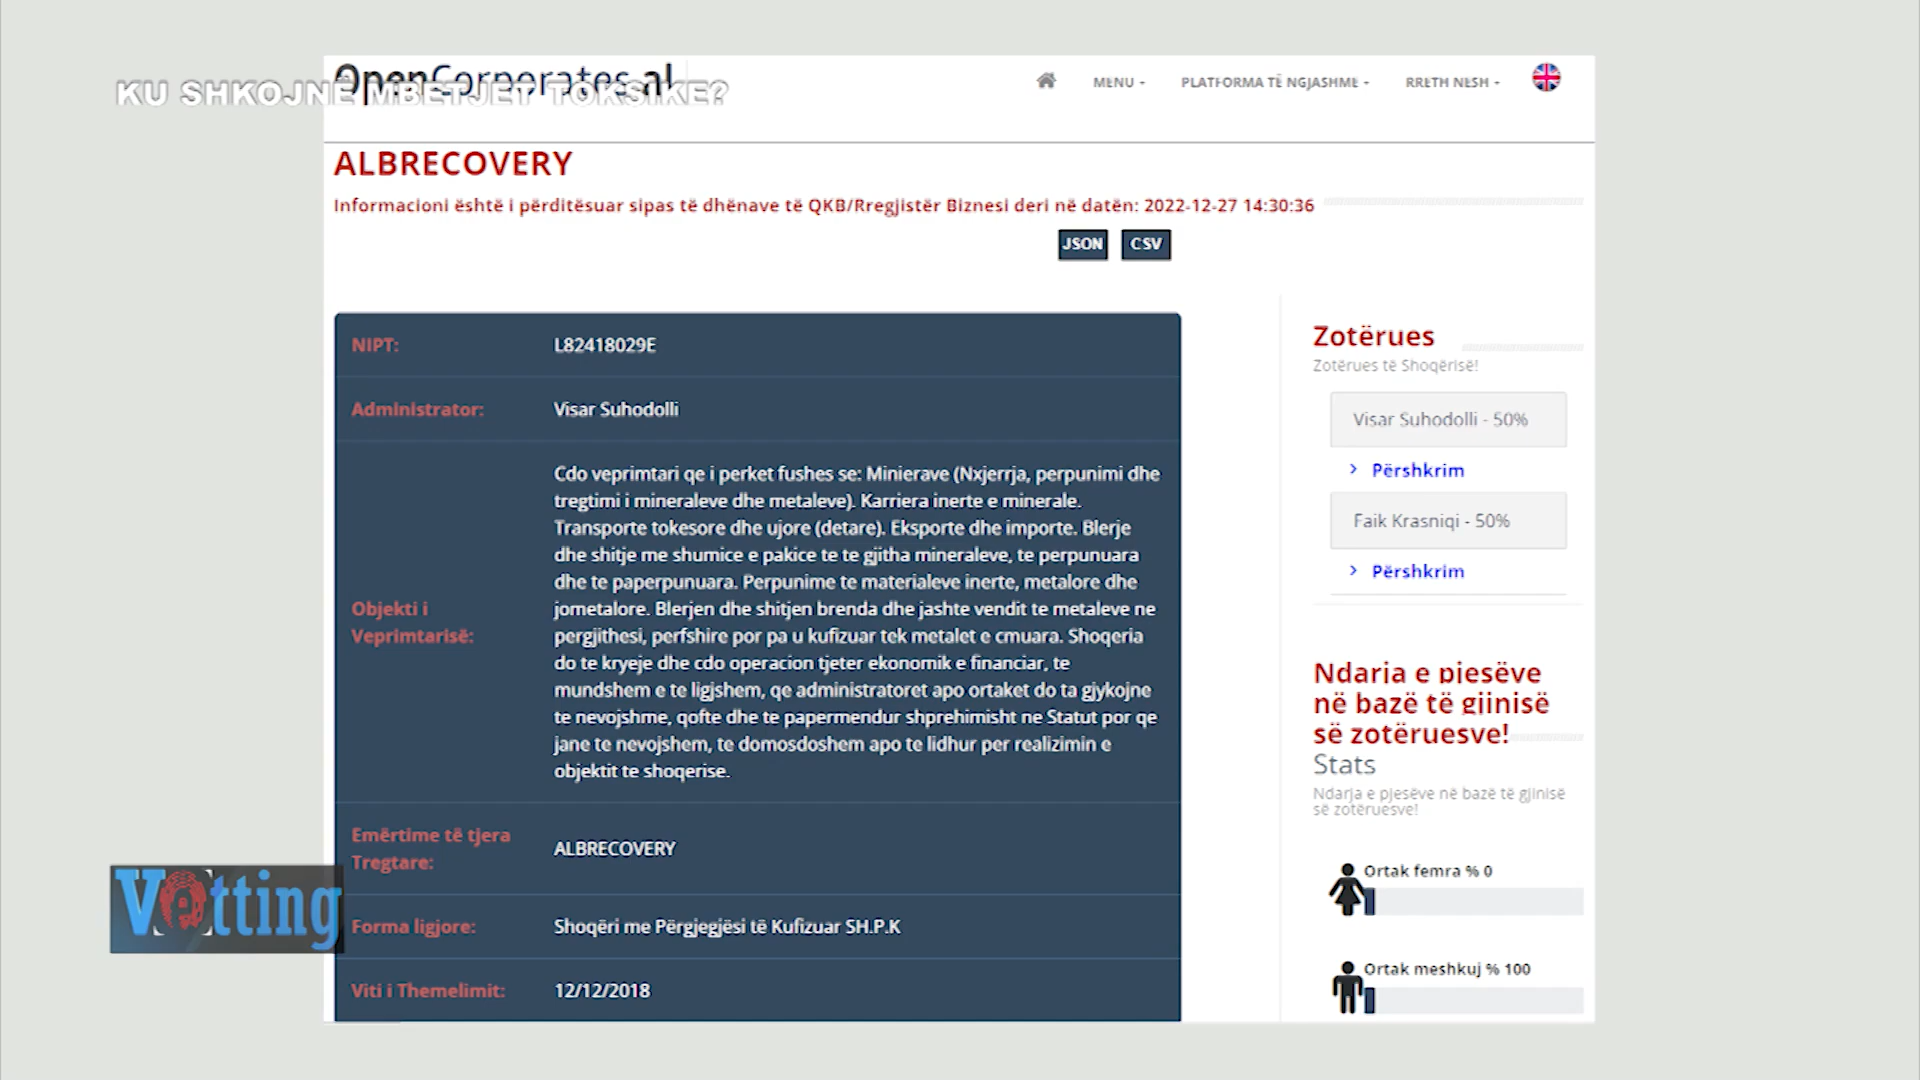 OpenCorporates.al
KU SHKOJNË MBETJET TOKSIKE?
MENU
PLATFORMA TË NGJASHME
RRETH NESH
ALBRECOVERY
Informacioni është i përditësuar sipas të dhënave të QKB/Rregjistër Biznesi deri në datën: 2022-12-27 14:30:36
JSON
CSV
NIPT:
L82418029E
Administrator:
Visar Suhodolli
Objekti i
Veprimtarisë:
Cdo veprimtari qe i perket fushes se: Minierave (Nxjerrja, perpunimi dhe
tregtimi i mineraleve dhe metaleve). Karriera inerte e minerale.
Transporte tokesore dhe ujore (detare). Eksporte dhe importe. Blerje
dhe shitje me shumice e pakice te te gjitha mineraleve, te perpunuara
dhe te paperpunuara. Perpunime te materialeve inerte, metalore dhe
jometalore. Blerjen dhe shitjen brenda dhe jashte vendit te metaleve ne
pergjithesi, perfshire por pa u kufizuar tek metalet e cmuara. Shoqeria
do te kryeje dhe cdo operacion tjeter ekonomik e financiar, te
mundshem e te ligjshem, qe administratoret apo ortaket do ta gjykojne
te nevojshme, qofte dhe te papermendur shprehimisht ne Statut por qe
jane te nevojshem, te domosdoshem apo te lidhur per realizimin e
objektit te shoqerise.
Emërtime të tjera
Tregtare:
ALBRECOVERY
Forma ligjore:
Shoqëri me Përgjegjësi të Kufizuar SH.P.K
Viti i Themelimit:
12/12/2018
Zotërues
Zotërues të Shoqërisë!
Visar Suhodolli - 50%
Përshkrim
Faik Krasniqi - 50%
Përshkrim
Ndarja e pjesëve
në bazë të gjinisë
së zotëruesve!
Stats
Ndarja e pjesëve në bazë të gjinisë
së zotëruesve!
Ortak femra % 0
Ortak meshkuj % 100
Vetting